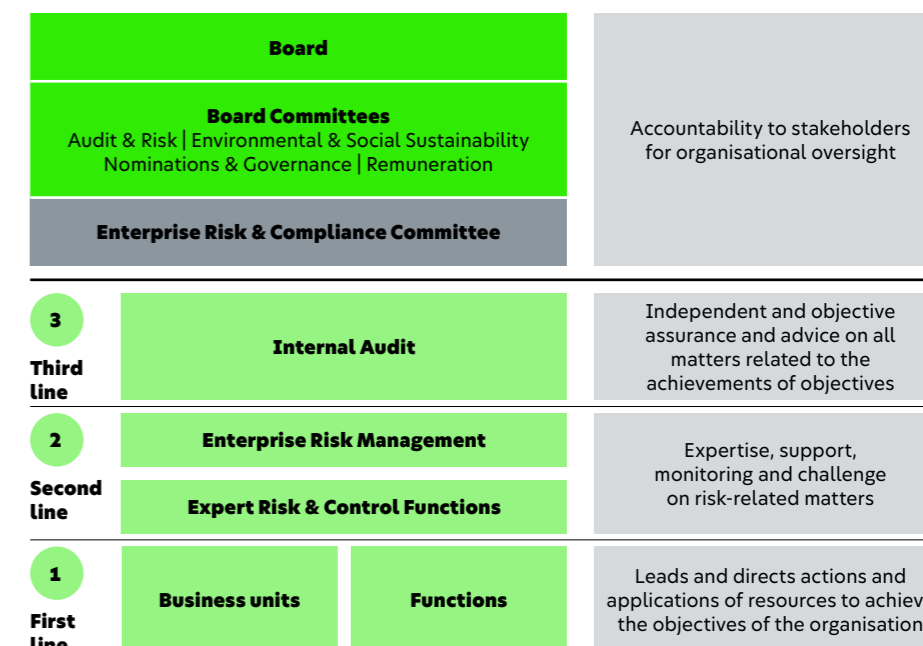 Board
Board Committees
Audit & Risk | Environmental & Social Sustainability
Nominations & Governance | Remuneration
Enterprise Risk & Compliance Committee
Accountability to stakeholders
for organisational oversight
3
Third
line
Internal Audit
Independent and objective
assurance and advice on all
matters related to the
achievements of objectives
2
Second
line
Enterprise Risk Management
Expert Risk & Control Functions
Expertise, support,
monitoring and challenge
on risk-related matters
1
First
line
Business units
Functions
Leads and directs actions and
applications of resources to achiev
the objectives of the organisation